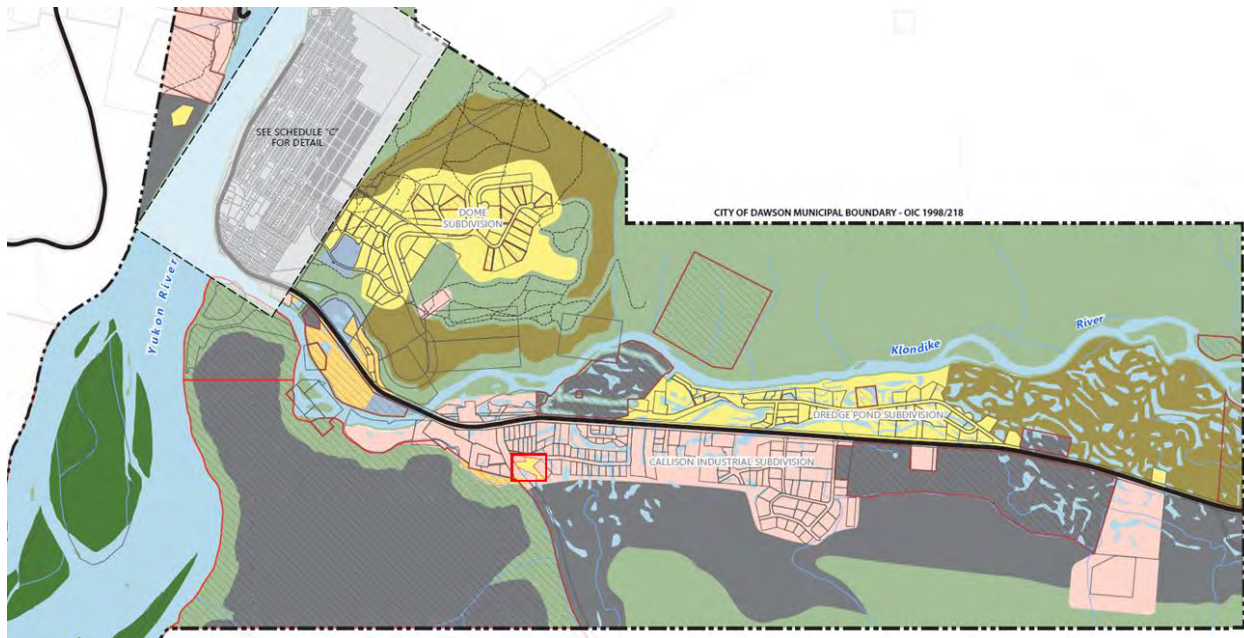 SEE SCHEDULE "C"
FOR DETAIL
DOME
SUBDIVISION
CITY OF DAWSON MUNICIPAL BOUNDARY - OIC 1998/218
Yukon River
Klondike
River
DREDGE POND SUBDIVISION
CALLISON INDUSTRIAL SUBDIVISION